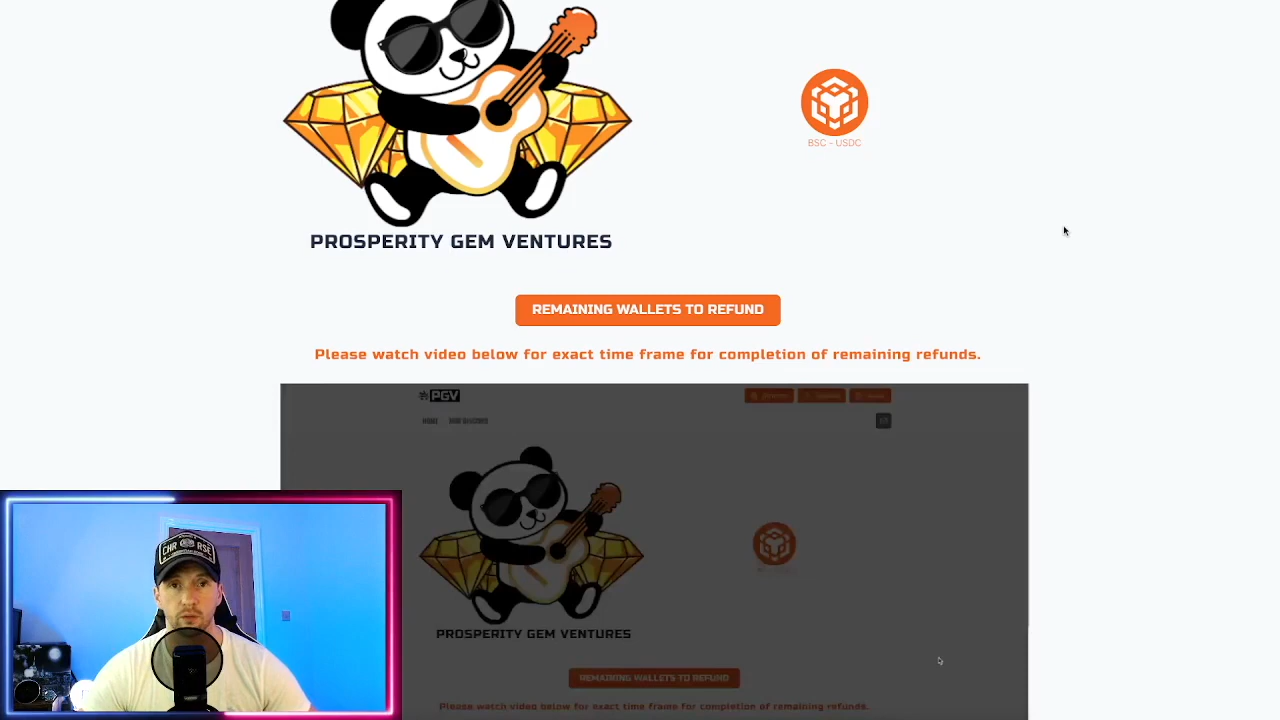 BSC - USDC
PROSPERITY GEM VENTURES
REMAINING WALLETS TO REFUND
Please watch video below for exact time frame for completion of remaining refunds.
PGV
HOME
PROSPERITY GEM VENTURES
REMAINING WALLETS TO REFUND
Please watch video below for exact time frame for completion of remaining refunds.
CHR RSE